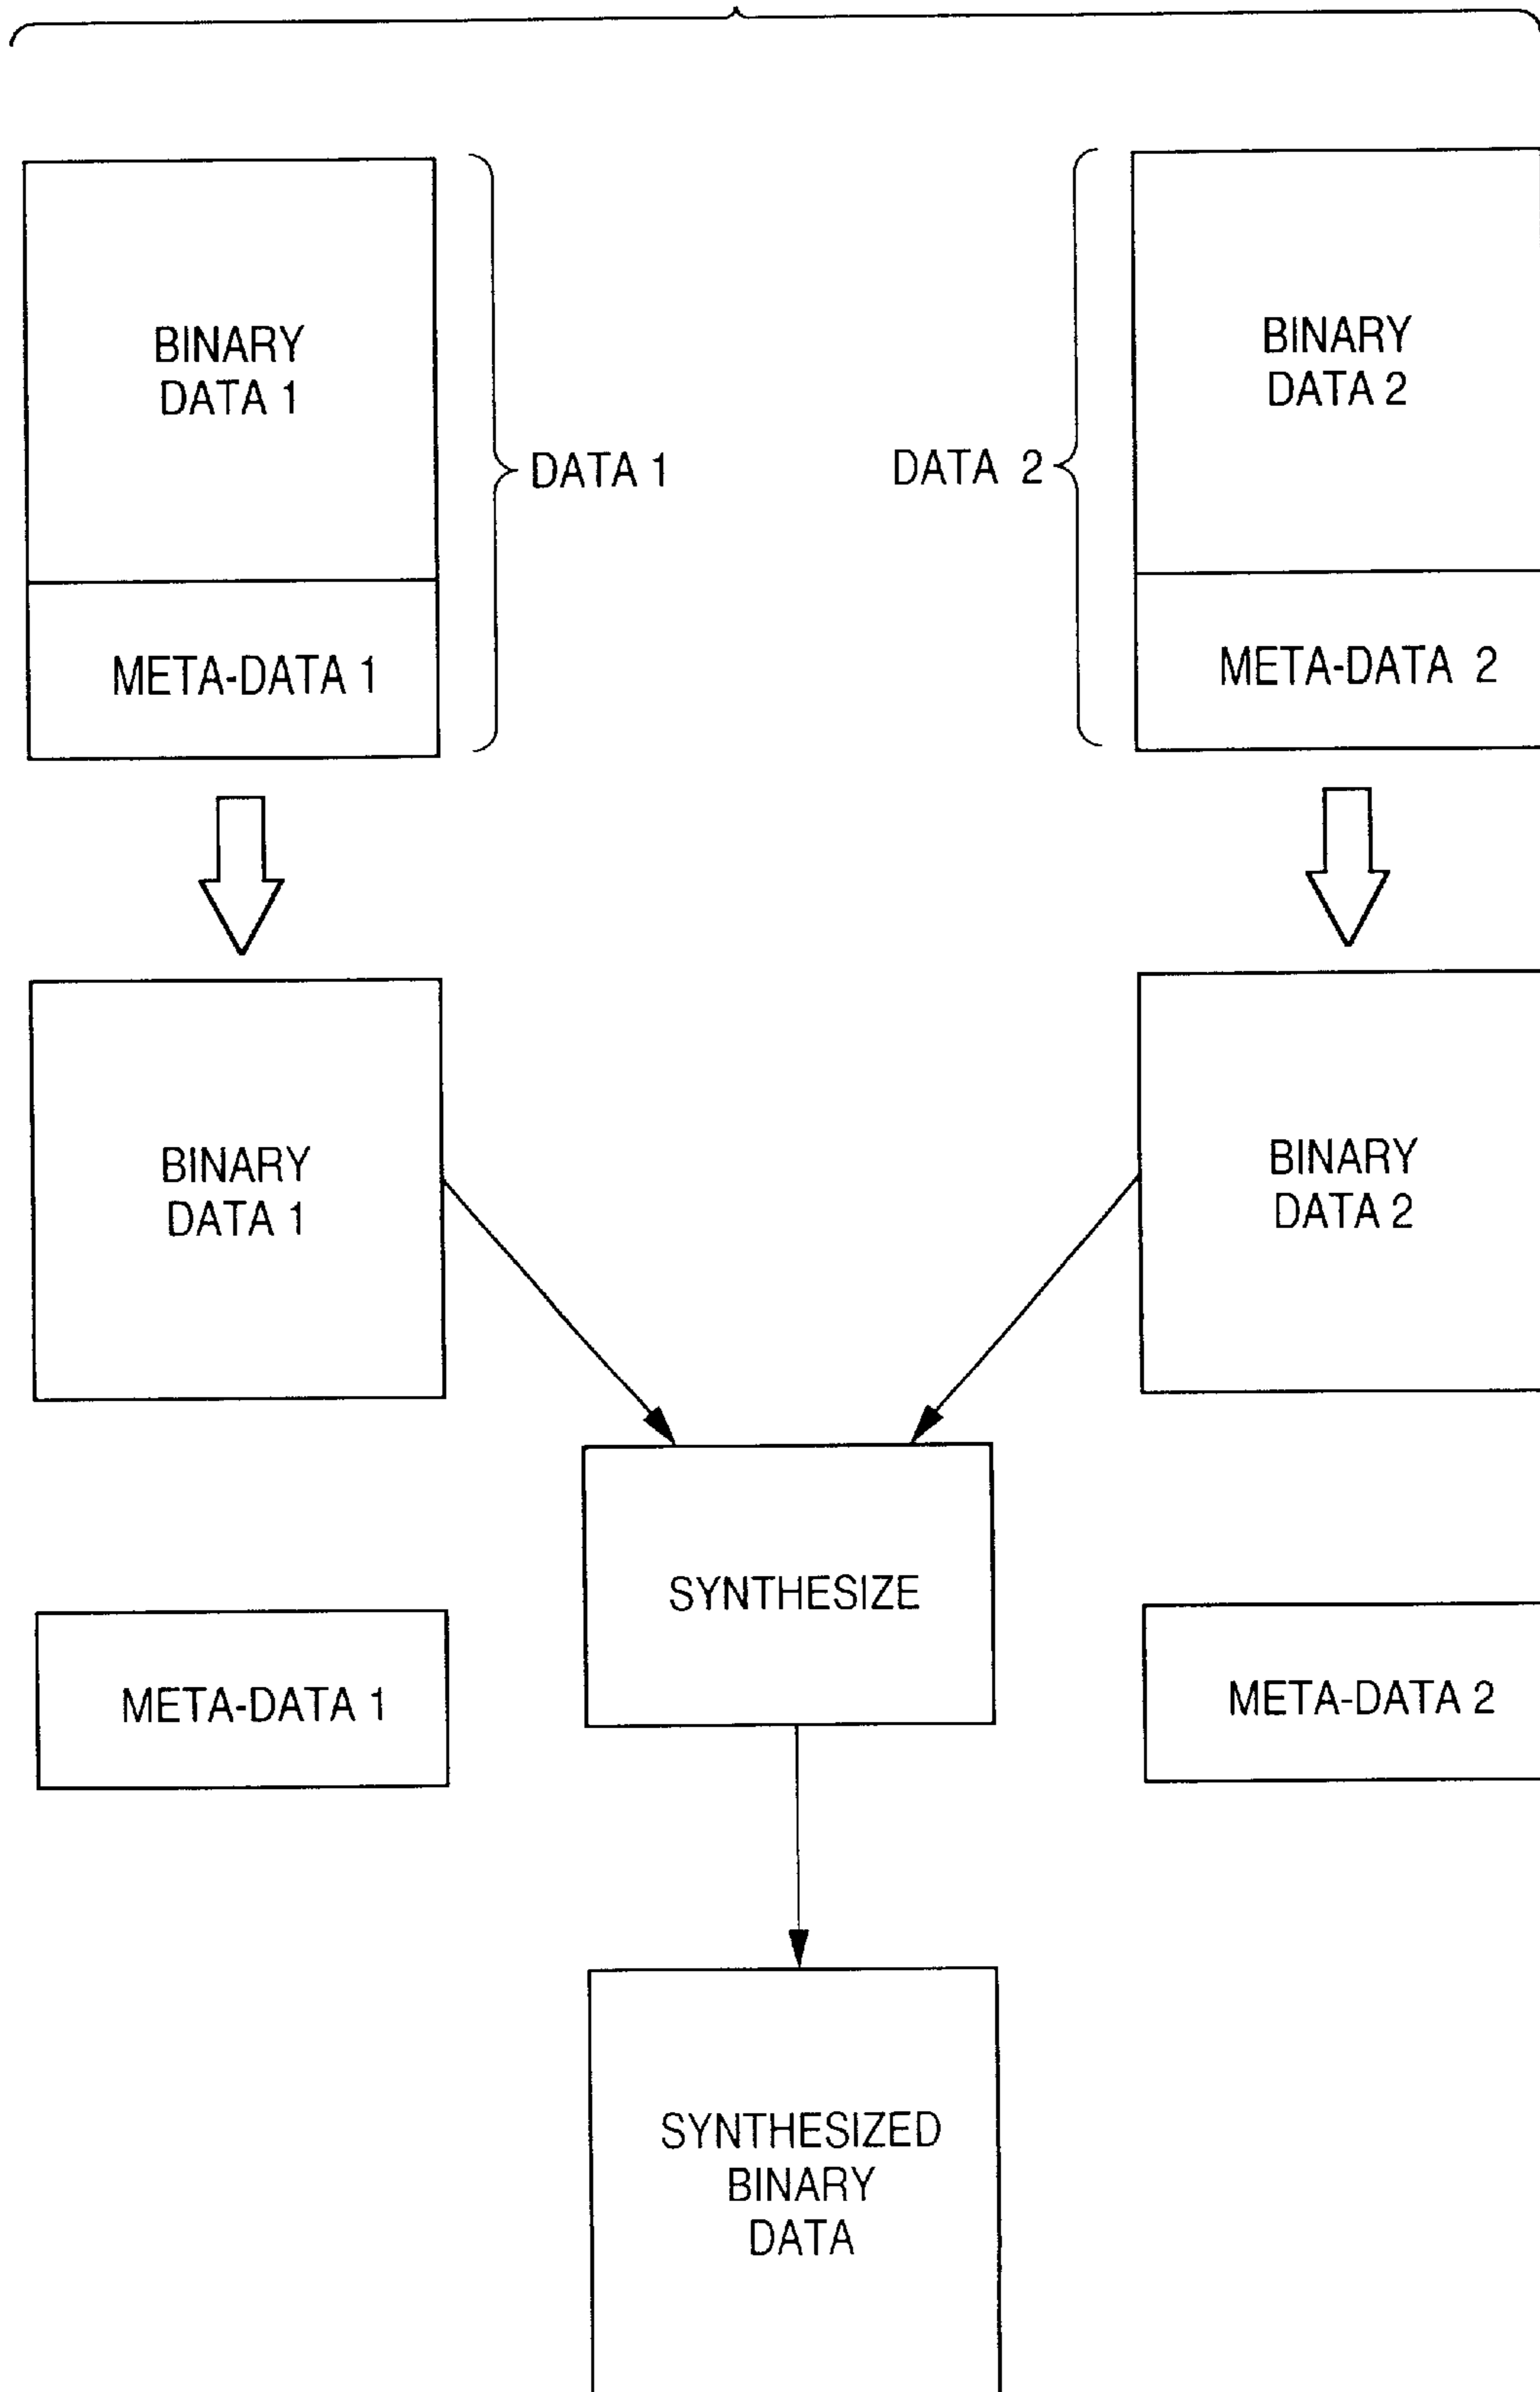 BINARY
DATA 1
BINARY
DATA 2
DATA 1
DATA 2
META-DATA 1
META-DATA 2
BINARY
DATA 1
BINARY
DATA 2
SYNTHESIZE
META-DATA 1
META-DATA 2
SYNTHESIZED
BINARY
DATA